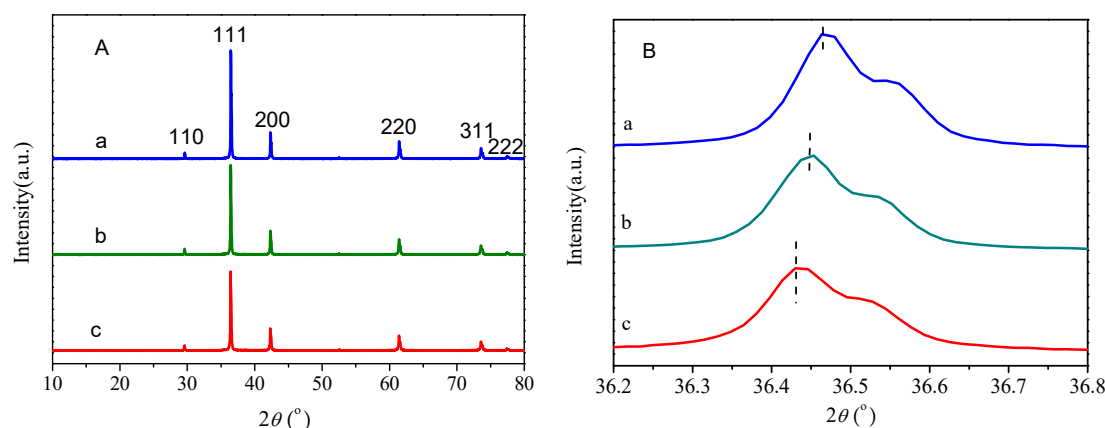 A
111
110
200
220
311
222
a
b
c
Intensity(a.u.)
10 20 30 40 50 60 70 80
2θ (°)
B
a
b
c
Intensity(a.u.)
36.2 36.3 36.4 36.5 36.6 36.7 36.8
2θ (°)